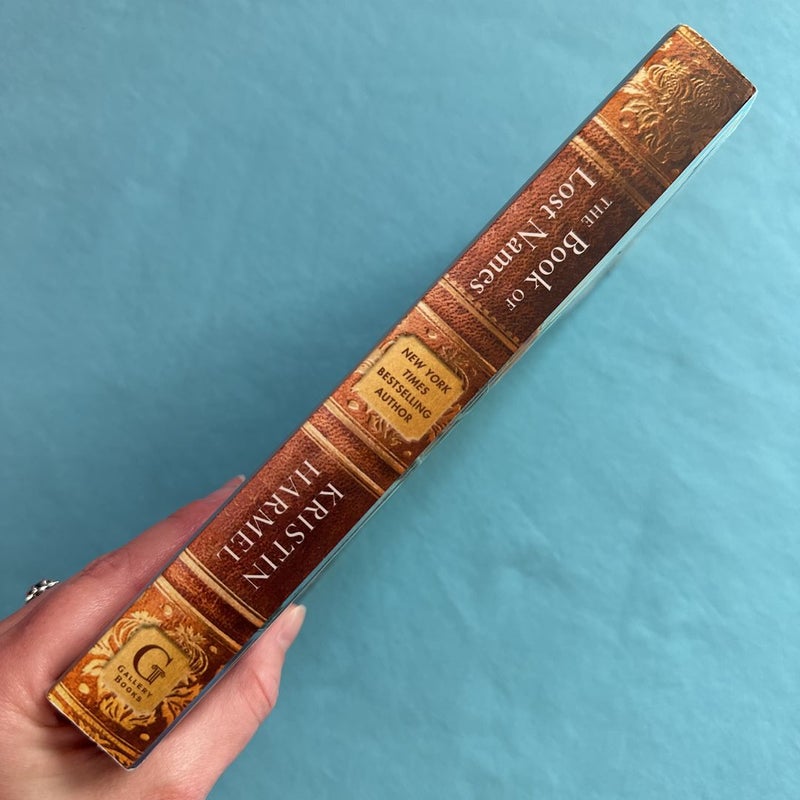 THE BOOK OF
LOST NAMES
NEW YORK
TIMES
BESTSELLING
AUTHOR
KRISTIN
HARMEL
G
GALLERY
BOOKS